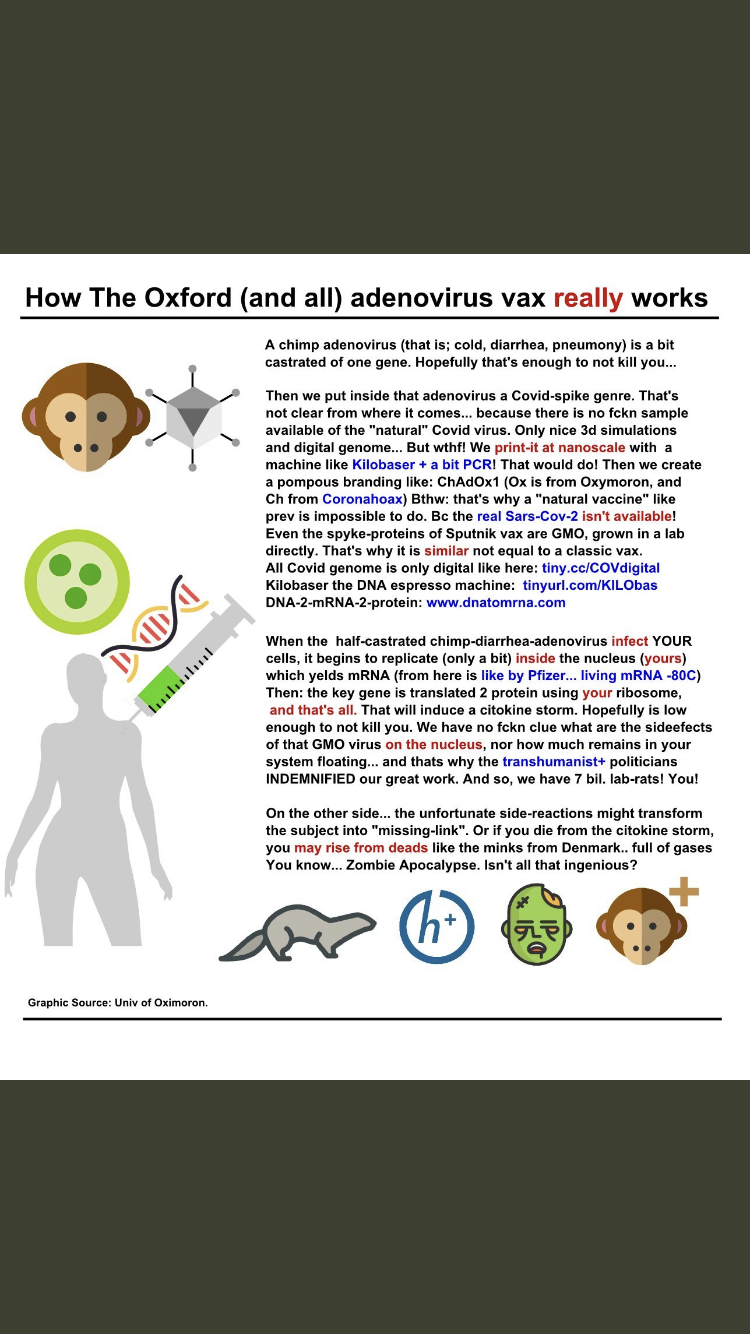 How The Oxford (and all) adenovirus vax really works
A chimp adenovirus (that is; cold, diarrhea, pneumony) is a bit
castrated of one gene. Hopefully that's enough to not kill you...
Then we put inside that adenovirus a Covid-spike genre. That's
not clear from where it comes... because there is no fckn sample
available of the "natural" Covid virus. Only nice 3d simulations
and digital genome... But wthf! We print-it at nanoscale with a
machine like Kilobaser + a bit PCR! That would do! Then we create
a pompous branding like: ChAdOx1 (Ox is from Oxymoron, and
Ch from Coronahoax) Bthw: that's why a "natural vaccine" like
prev is impossible to do. Bc the real Sars-Cov-2 isn't available!
Even the spyke-proteins of Sputnik vax are GMO, grown in a lab
directly. That's why it is similar not equal to a classic vax.
All Covid genome is only digital like here: tiny.cc/COVdigital
Kilobaser the DNA espresso machine: tinyurl.com/KILObas
DNA-2-mRNA-2-protein: www.dnatomrna.com
When the half-castrated chimp-diarrhea-adenovirus infect YOUR
cells, it begins to replicate (only a bit) inside the nucleus (yours)
which yelds mRNA (from here is like by Pfizer... living mRNA -80C)
Then: the key gene is translated 2 protein using your ribosome,
and that's all. That will induce a citokine storm. Hopefully is low
enough to not kill you. We have no fckn clue what are the sideefects
of that GMO virus on the nucleus, nor how much remains in your
system floating... and thats why the transhumanist+ politicians
INDEMNIFIED our great work. And so, we have 7 bil. lab-rats! You!
On the other side... the unfortunate side-reactions might transform
the subject into "missing-link". Or if you die from the citokine storm,
you may rise from deads like the minks from Denmark.. full of gases
You know... Zombie Apocalypse. Isn't all that ingenious?
h+
Graphic Source: Univ of Oximoron.